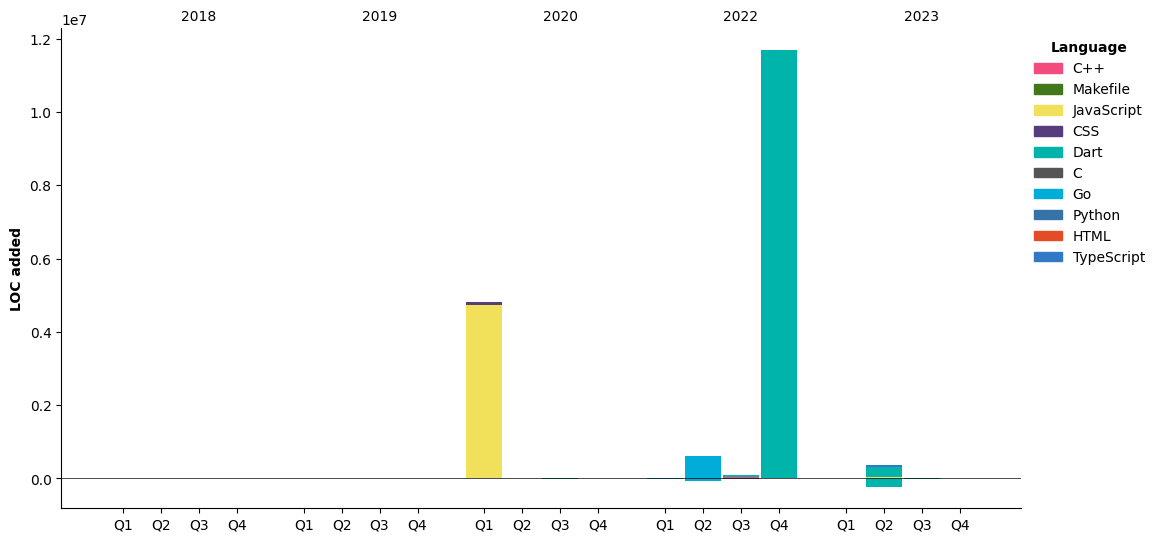 1e7
2018 2019 2020 2022 2023
LOC added
1.2
1.0
0.8
0.6
0.4
0.2
0.0
Q1 Q2 Q3 Q4 Q1 Q2 Q3 Q4 Q1 Q2 Q3 Q4 Q1 Q2 Q3 Q4 Q1 Q2 Q3 Q4
Language
C++
Makefile
JavaScript
CSS
Dart
C
Go
Python
HTML
TypeScript